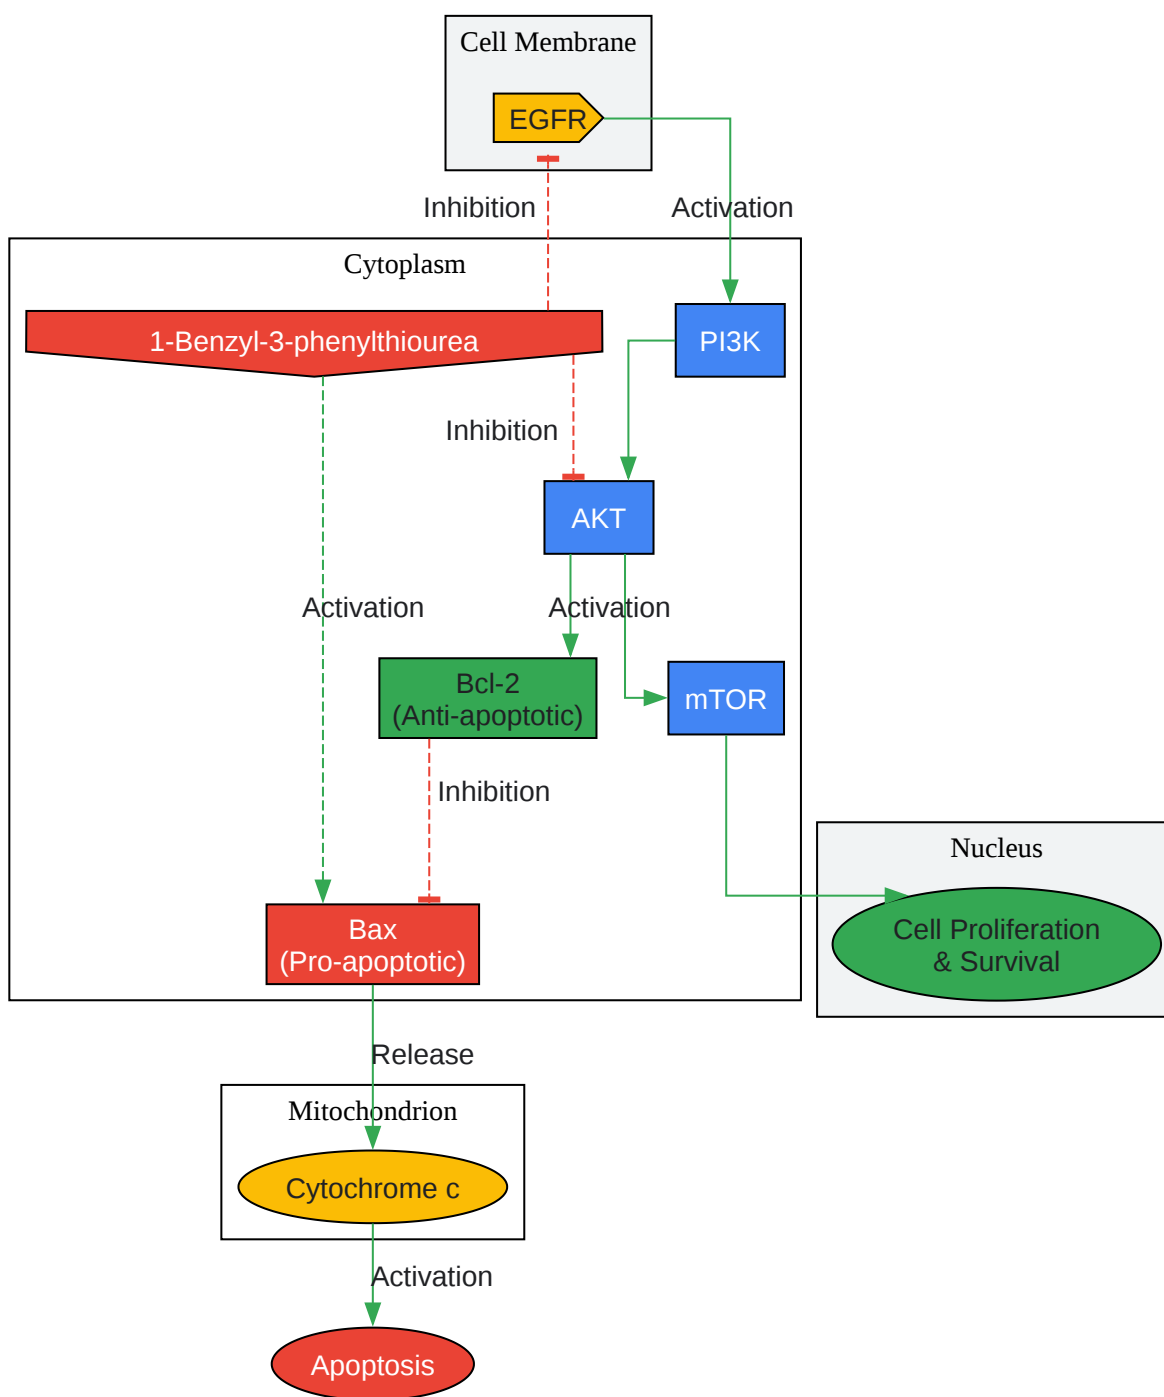 Cell Membrane
EGFR
Inhibition
Activation
Cytoplasm
1-Benzyl-3-phenylthiourea
PI3K
Inhibition
AKT
Activation
Activation
Bcl-2
(Anti-apoptotic)
mTOR
Inhibition
Nucleus
Cell Proliferation
& Survival
Bax
(Pro-apoptotic)
Release
Mitochondrion
Cytochrome c
Activation
Apoptosis